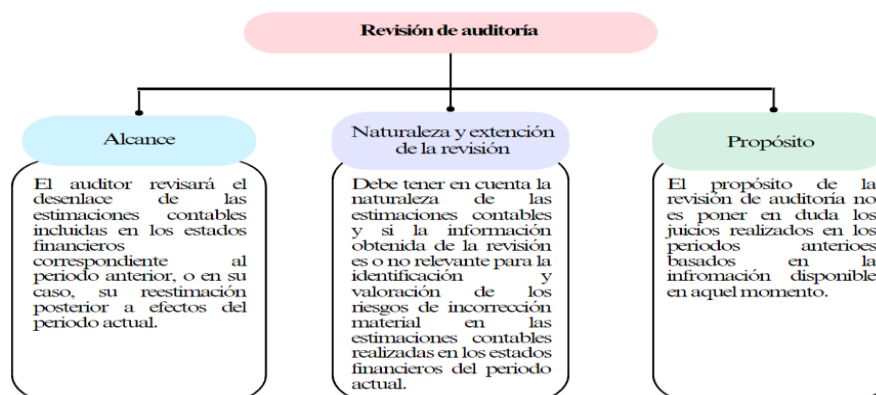 Revisión de auditoría
Alcance
El auditor revisará el
desenlace de las
estimaciones contables
incluidas en los estados
financieros
correspondiente al
periodo anterior, o en su
caso, su reestimación
posterior a efectos del
periodo actual.
Naturaleza y extención
de la revisión
Debe tener en cuenta la
naturaleza de las
estimaciones contables
y si la información
obtenida de la revisión
es o no relevante para la
identificación y
valoración de los
riesgos de incorrección
material en las
estimaciones contables
realizadas en los estados
financieros del periodo
actual.
Propósito
El propósito de la
revisión de auditoría no
es poner en duda los
juicios realizados en los
periodos anterioes
basados en la
infromación disponible
en aquel momento.